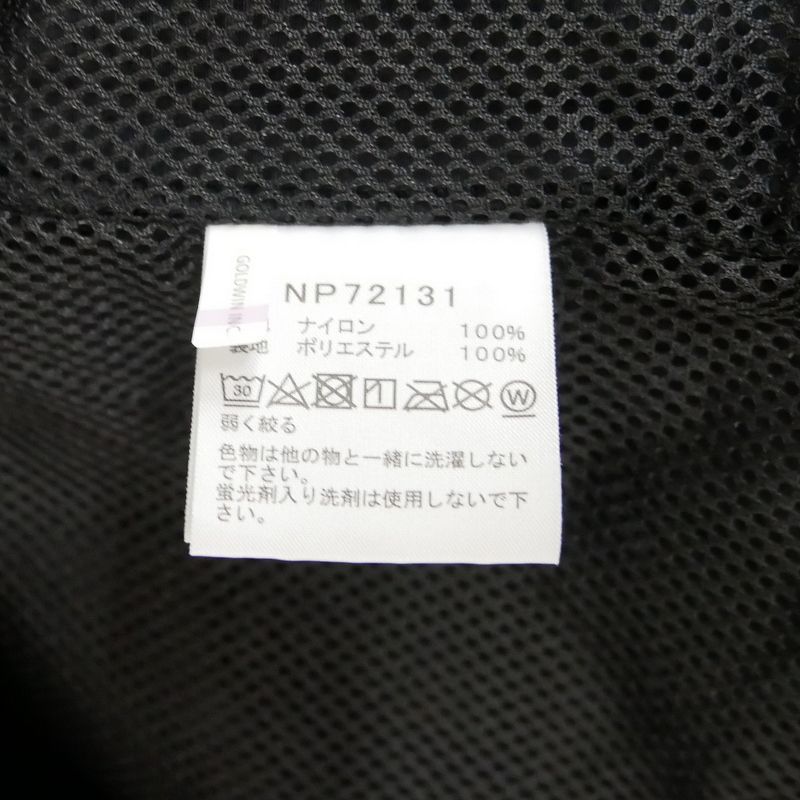 GOLDWIN INC
NP72131
ナイロン 100%
裏地 ポリエステル 100%
30
弱く絞る
色物は他の物と一緒に洗濯しない
で下さい。
蛍光剤入り洗剤は使用しないで下
さい。